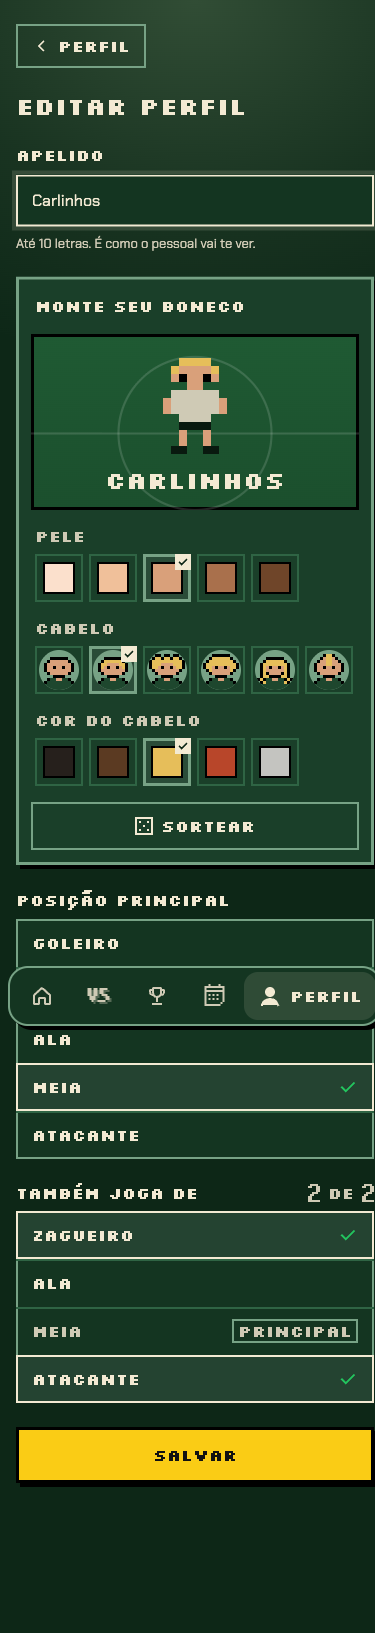 PERFIL
EDITAR PERFIL
APELIDO
Carlinhos
Até 10 letras. É como o pessoal vai te ver.
MONTE SEU BONECO
CARLINHOS
PELE
CABELO
COR DO CABELO
SORTEAR
POSIÇÃO PRINCIPAL
GOLEIRO
VS PERFIL
ALA
MEIA
ATACANTE
TAMBÉM JOGA DE 2 DE 2
ZAGUEIRO
ALA
MEIA PRINCIPAL
ATACANTE
SALVAR